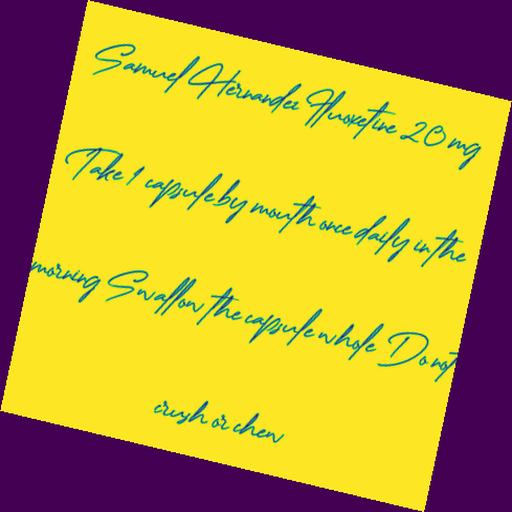 Samuel Hernandez Fluoxetine 20 mg
Take 1 capsule by mouth once daily in the
morning Swallow the capsule whole Do not
crush or chew